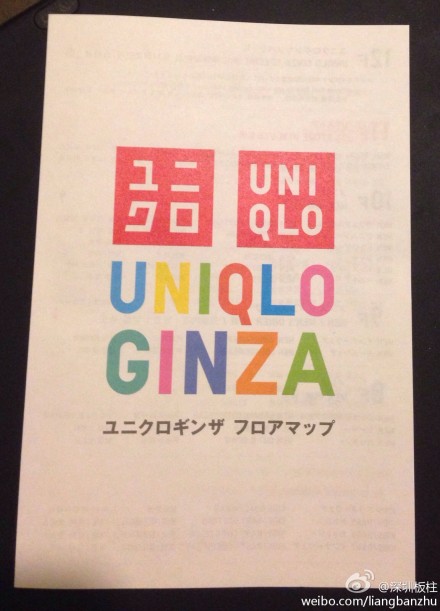 ユニ
クロ
UNI
QLO
UNIQLO
GINZA
ユニクロギンザ フロアマップ
@深圳板柱
weibo.com/liangbanzhu